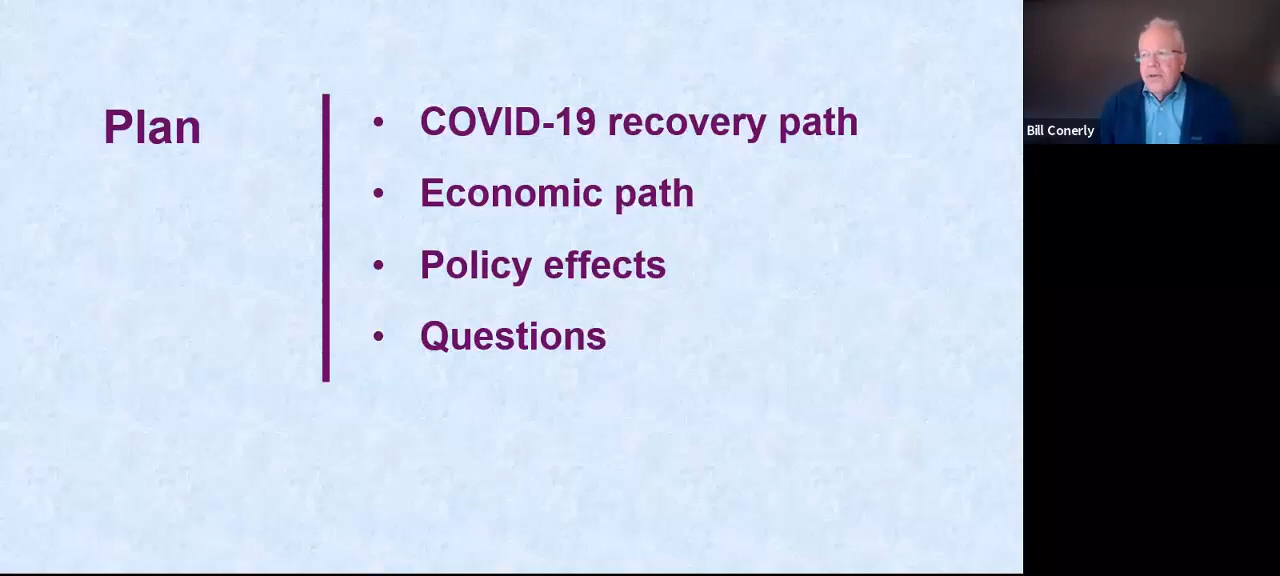 Plan
• COVID-19 recovery path
• Economic path
• Policy effects
• Questions
Bill Conerly